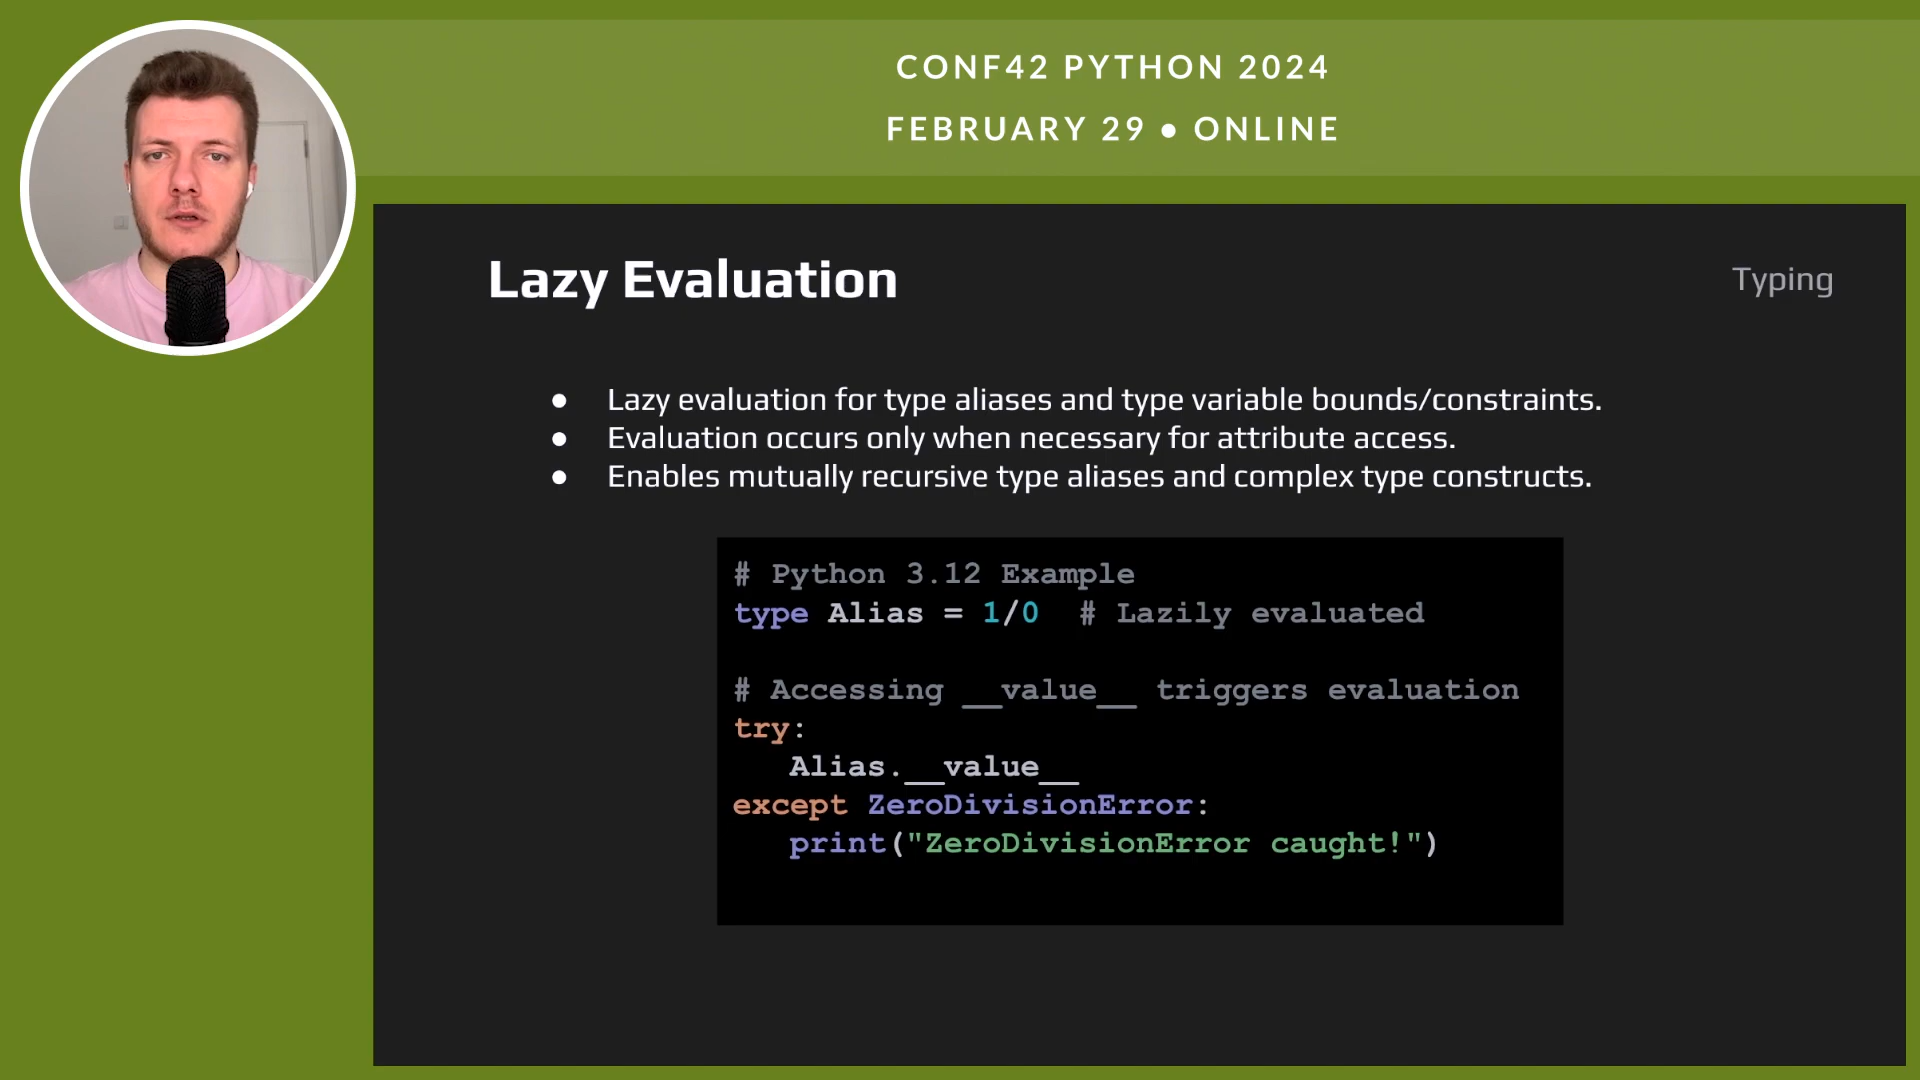 CONF42 PYTHON 2024
FEBRUARY 29 • ONLINE
Lazy Evaluation
Typing
● Lazy evaluation for type aliases and type variable bounds/constraints.
● Evaluation occurs only when necessary for attribute access.
● Enables mutually recursive type aliases and complex type constructs.
# Python 3.12 Example
type Alias = 1/0  # Lazily evaluated
# Accessing __value__ triggers evaluation
try:
   Alias.__value__
except ZeroDivisionError:
   print("ZeroDivisionError caught!")